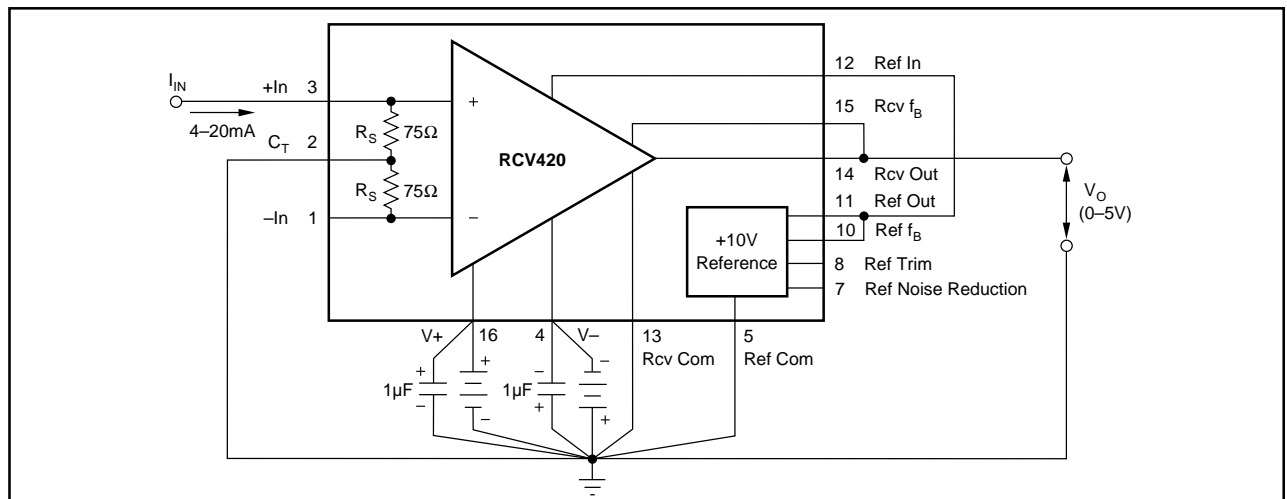 I_IN
4–20mA
+In 3
C_T 2
–In 1
R_S 75Ω
R_S 75Ω
+
–
RCV420
12 Ref In
15 Rcv f_B
14 Rcv Out
11 Ref Out
10 Ref f_B
8 Ref Trim
7 Ref Noise Reduction
+10V
Reference
V_O
(0–5V)
V+ 16
4 V–
13
Rcv Com
5
Ref Com
+
1µF
–
+
–
–
1µF
+
–
+